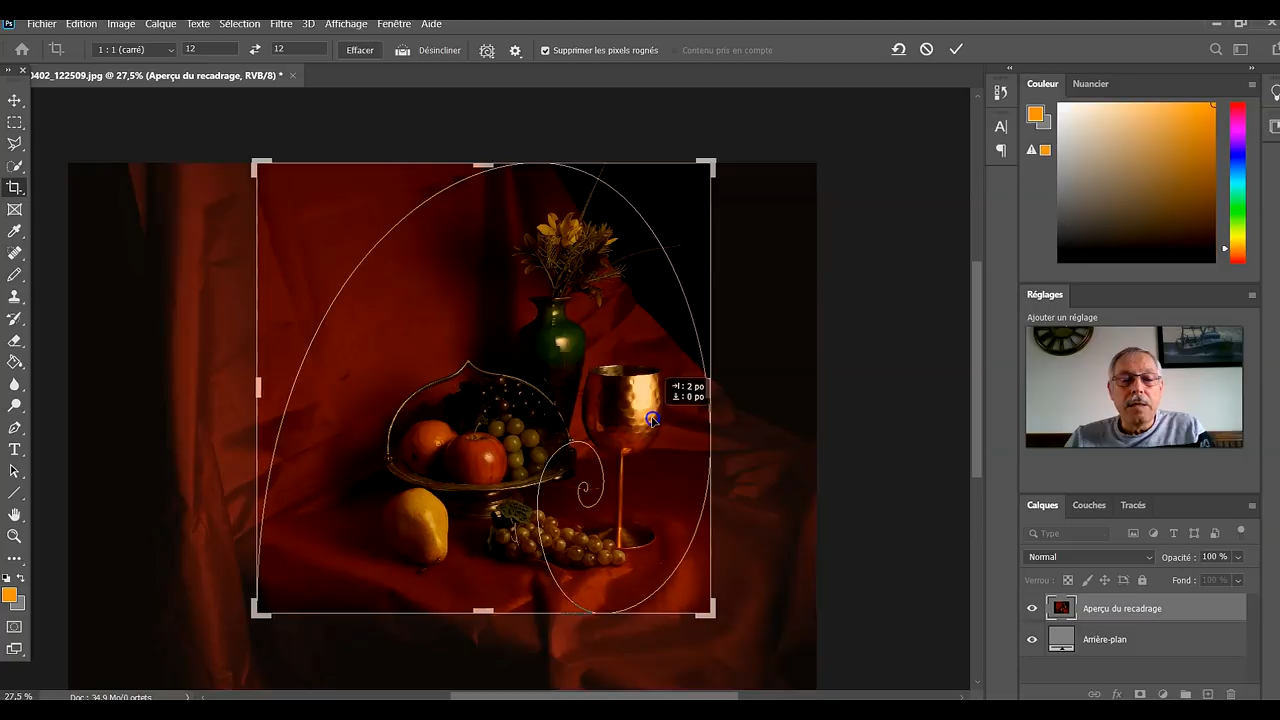 Ps Fichier Edition Image Calque Texte Sélection Filtre 3D Affichage Fenêtre Aide
1 : 1 (carré) 12 12 Effacer Désincliner Supprimer les pixels rognés Contenu pris en compte
0402_122509.jpg @ 27,5% (Aperçu du recadrage, RVB/8) * ×
Couleur Nuancier
Réglages
Ajouter un réglage
: 2 po
: 0 po
Calques Couches Tracés
Type
Normal Opacité : 100 %
Verrou : Fond : 100 %
Aperçu du recadrage
Arrière-plan
27,5 % Doc : 34,9 Mo/0 octets